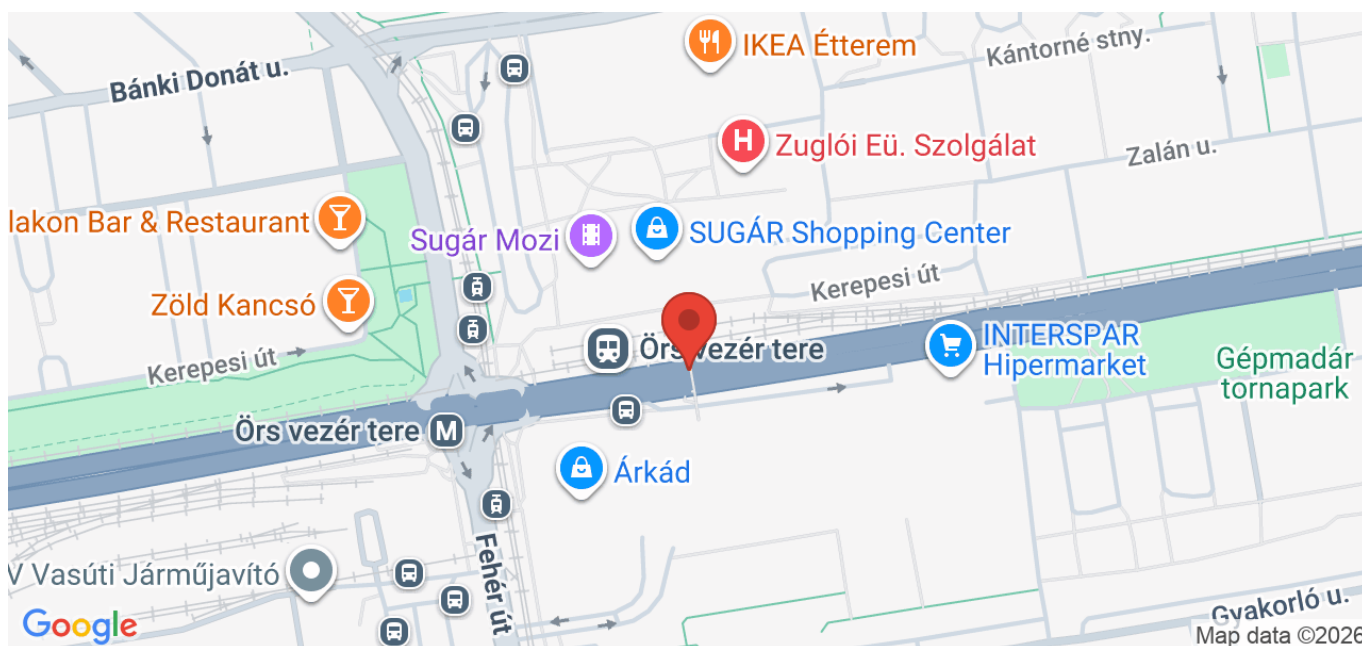 IKEA Étterem
Kántorné stny.
Bánki Donát u.
H
Zuglói Eü. Szolgálat
Zalán u.
lakon Bar & Restaurant
Sugár Mozi
SUGÁR Shopping Center
Kerepesi út
Zöld Kancsó
Örs vezér tere
INTERSPAR
Hipermarket
Gépmadár
tornapark
Kerepesi út
Örs vezér tere
M
Árkád
V Vasúti Járműjavító
Fehér út
Gyakorló u.
Google
Map data ©2026